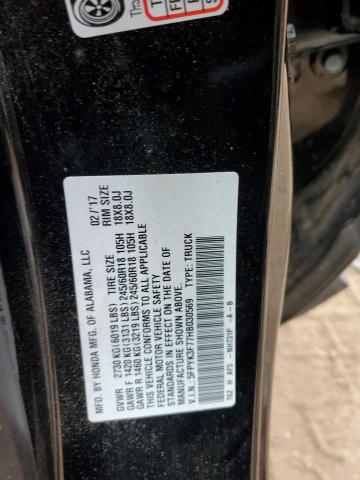 MFD. BY HONDA MFG. OF ALABAMA, LLC 02/'17
TIRE SIZE RIM SIZE
GVWR 2730 KG(6019 LBS)
GAWR F 1420 KG(3131 LBS)245/60R18 105H 18X8.0J
GAWR R 1460 KG(3219 LBS)245/60R18 105H 18X8.0J
THIS VEHICLE CONFORMS TO ALL APPLICABLE
FEDERAL MOTOR VEHICLE SAFETY
STANDARDS IN EFFECT ON THE DATE OF
MANUFACTURE SHOWN ABOVE.
V.I.N.: 5FPYK3F77HB030569 TYPE: TRUCK
T6Z H AF5 -NH731P -A -B